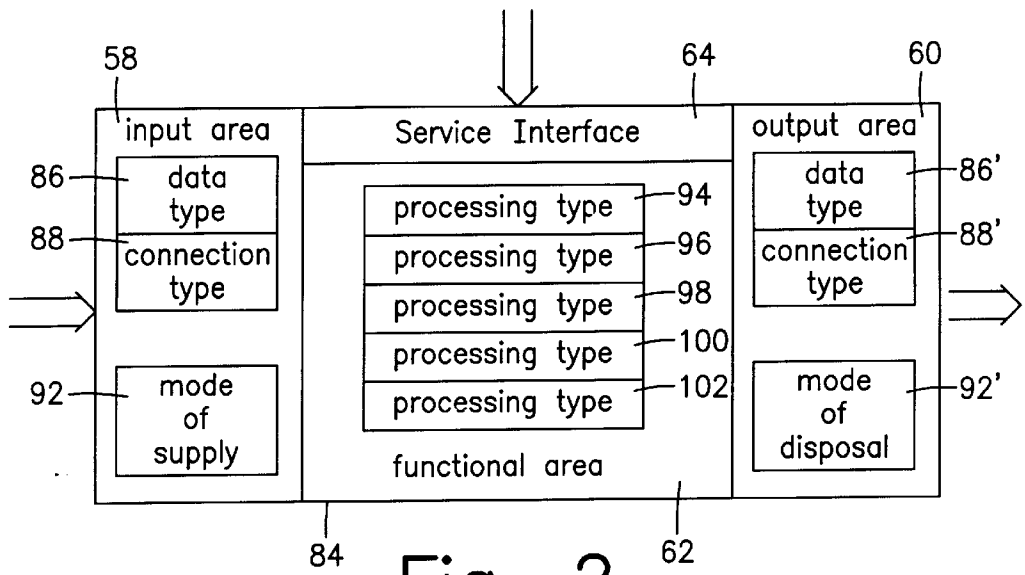 58
64
60
input area
Service Interface
output area
86
data
type
88
connection
type
92
mode
of
supply
processing type
94
processing type
96
processing type
98
processing type
100
processing type
102
functional area
data
type
86'
connection
type
88'
mode
of
disposal
92'
84
62